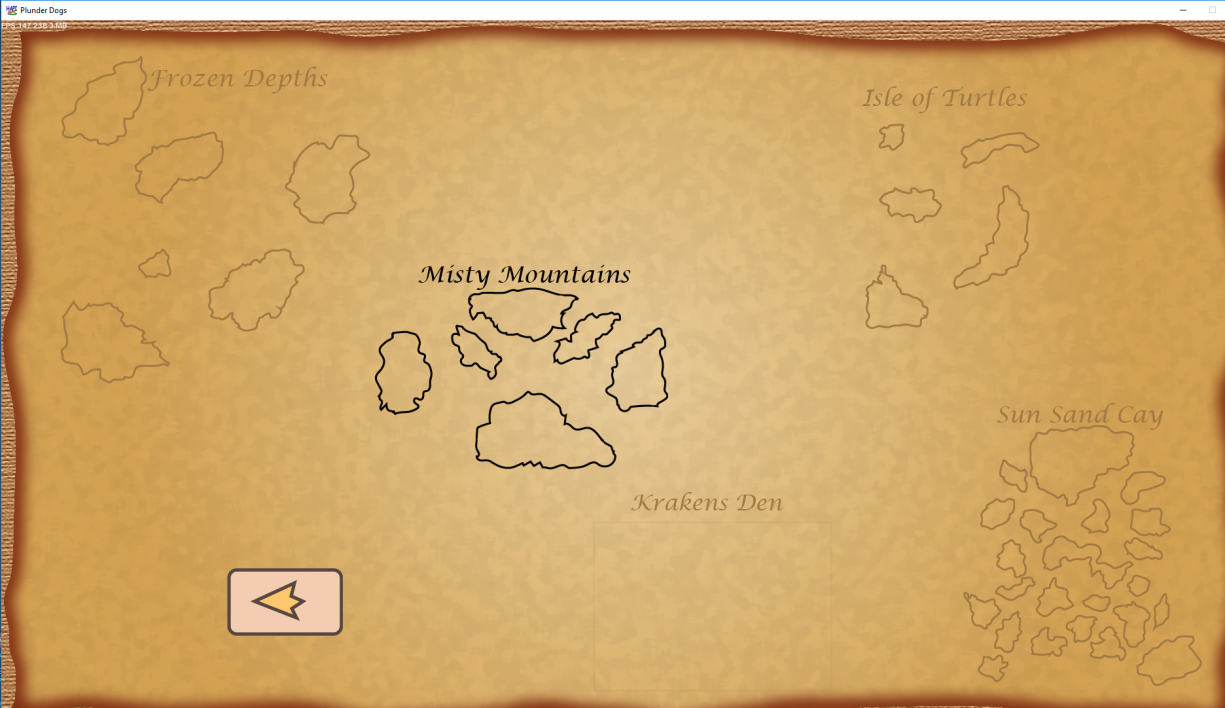 Plunder Dogs
Frozen Depths
Isle of Turtles
Misty Mountains
Sun Sand Cay
Krakens Den